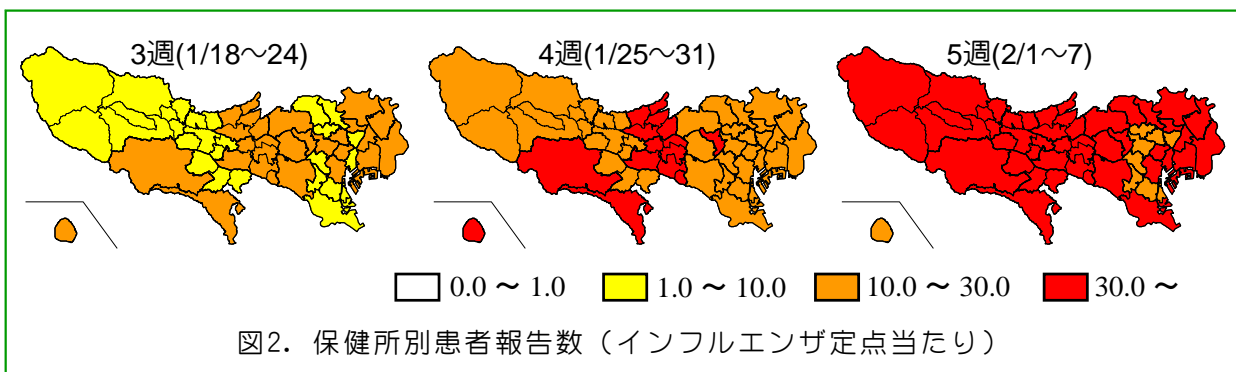 3週(1/18～24) 4週(1/25～31) 5週(2/1～7)
0.0 ～ 1.0 1.0 ～ 10.0 10.0 ～ 30.0 30.0 ～
図2. 保健所別患者報告数（インフルエンザ定点当たり）